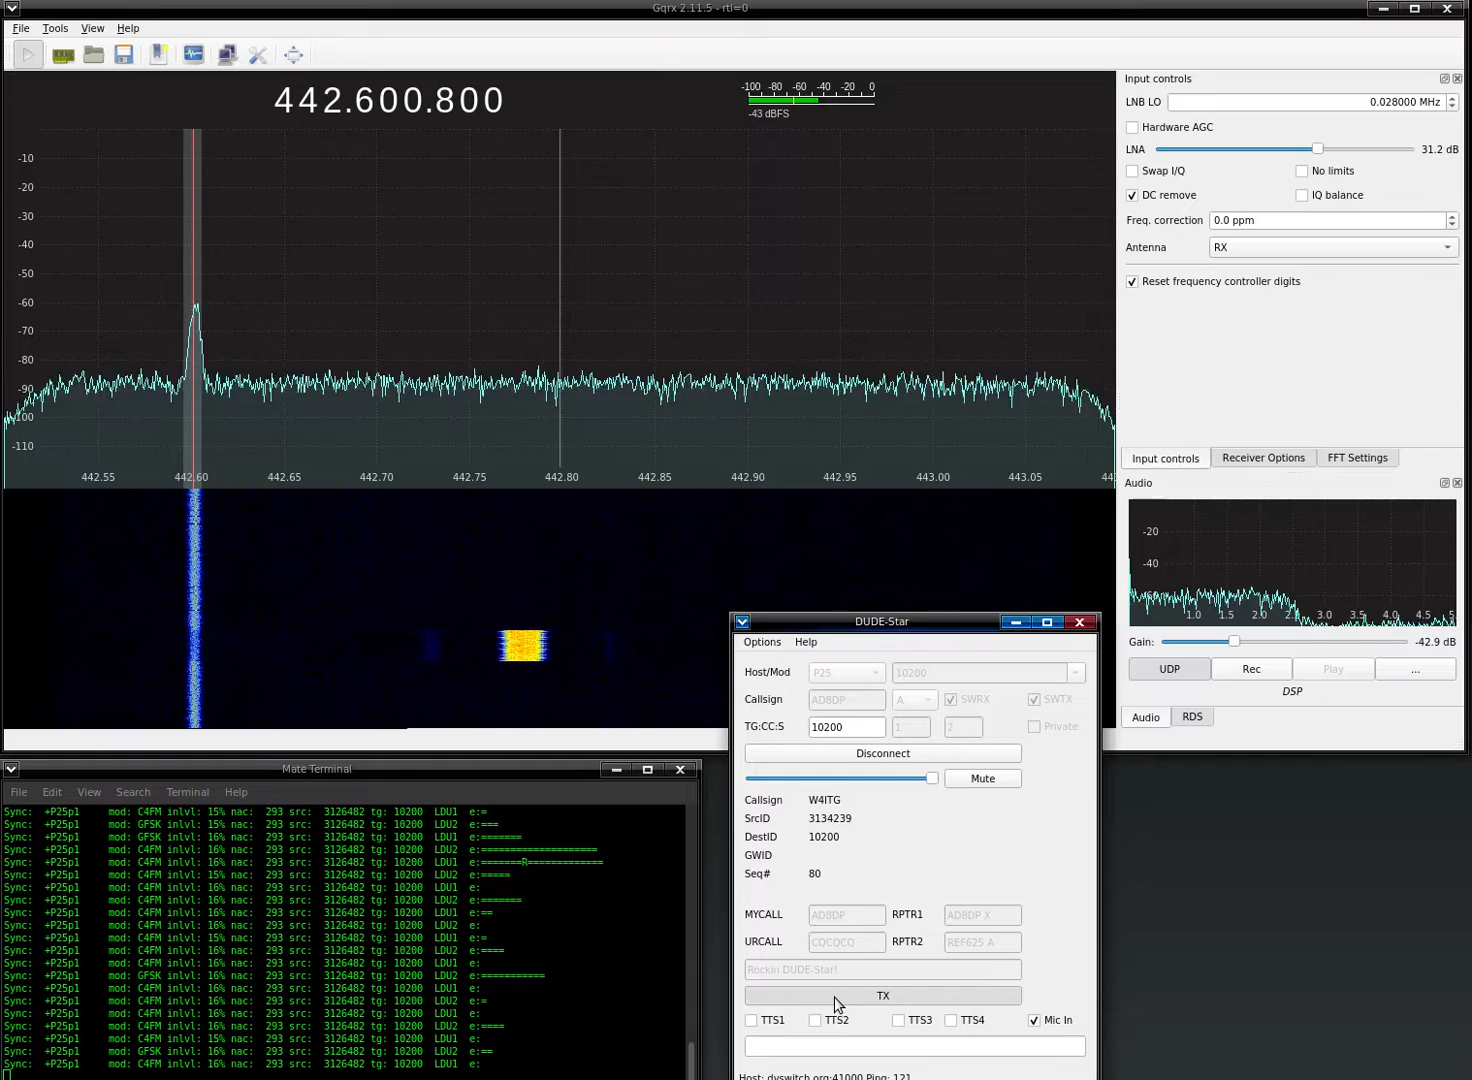 Gqrx 2.11.5 - rtl=0
File Tools View Help
442.600.800
-100 -80 -60 -40 -20 0
-43 dBFS
-10
-20
-30
-40
-50
-60
-70
-80
-90
-100
-110
442.55 442.60 442.65 442.70 442.75 442.80 442.85 442.90 442.95 443.00 443.05 44
Input controls
LNB LO 0.028000 MHz
Hardware AGC
LNA 31.2 dB
Swap I/Q No limits
DC remove IQ balance
Freq. correction 0.0 ppm
Antenna RX
Reset frequency controller digits
Input controls Receiver Options FFT Settings
Audio
-20
-40
1.0 1.5 2.0 2.5 3.0 3.5 4.0 4.5 5
Gain: -42.9 dB
UDP Rec Play ...
DSP
Audio RDS
Mate Terminal
File Edit View Search Terminal Help
Sync: +P25p1 mod: C4FM inlvl: 15% nac: 293 src: 3126482 tg: 10200 LDU1 e:=
Sync: +P25p1 mod: GFSK inlvl: 16% nac: 293 src: 3126482 tg: 10200 LDU2 e:===
Sync: +P25p1 mod: GFSK inlvl: 15% nac: 293 src: 3126482 tg: 10200 LDU1 e:=======
Sync: +P25p1 mod: C4FM inlvl: 16% nac: 293 src: 3126482 tg: 10200 LDU2 e:====================
Sync: +P25p1 mod: C4FM inlvl: 16% nac: 293 src: 3126482 tg: 10200 LDU1 e:=======R=============
Sync: +P25p1 mod: C4FM inlvl: 15% nac: 293 src: 3126482 tg: 10200 LDU2 e:=====
Sync: +P25p1 mod: C4FM inlvl: 16% nac: 293 src: 3126482 tg: 10200 LDU1 e:
Sync: +P25p1 mod: GFSK inlvl: 16% nac: 293 src: 3126482 tg: 10200 LDU2 e:=======
Sync: +P25p1 mod: C4FM inlvl: 16% nac: 293 src: 3126482 tg: 10200 LDU1 e:==
Sync: +P25p1 mod: C4FM inlvl: 16% nac: 293 src: 3126482 tg: 10200 LDU2 e:
Sync: +P25p1 mod: C4FM inlvl: 15% nac: 293 src: 3126482 tg: 10200 LDU1 e:=
Sync: +P25p1 mod: C4FM inlvl: 16% nac: 293 src: 3126482 tg: 10200 LDU2 e:====
Sync: +P25p1 mod: C4FM inlvl: 16% nac: 293 src: 3126482 tg: 10200 LDU1 e:
Sync: +P25p1 mod: GFSK inlvl: 16% nac: 293 src: 3126482 tg: 10200 LDU2 e:===========
Sync: +P25p1 mod: C4FM inlvl: 16% nac: 293 src: 3126482 tg: 10200 LDU1 e:
Sync: +P25p1 mod: C4FM inlvl: 16% nac: 293 src: 3126482 tg: 10200 LDU2 e:=
Sync: +P25p1 mod: C4FM inlvl: 15% nac: 293 src: 3126482 tg: 10200 LDU1 e:
Sync: +P25p1 mod: C4FM inlvl: 16% nac: 293 src: 3126482 tg: 10200 LDU2 e:====
Sync: +P25p1 mod: C4FM inlvl: 15% nac: 293 src: 3126482 tg: 10200 LDU1 e:
Sync: +P25p1 mod: GFSK inlvl: 16% nac: 293 src: 3126482 tg: 10200 LDU2 e:==
Sync: +P25p1 mod: C4FM inlvl: 16% nac: 293 src: 3126482 tg: 10200 LDU1 e:
DUDE-Star
Options Help
Host/Mod P25 10200
Callsign AD8DP A SWRX SWTX
TG:CC:S 10200 1 2 Private
Disconnect
Mute
Callsign W4ITG
SrcID 3134239
DestID 10200
GWID
Seq# 80
MYCALL AD8DP RPTR1 AD8DP X
URCALL CQCQCQ RPTR2 REF625 A
Rockin DUDE-Star!
TX
TTS1 TTS2 TTS3 TTS4 Mic In
Host: dvswitch.org:41000 Ping: 121